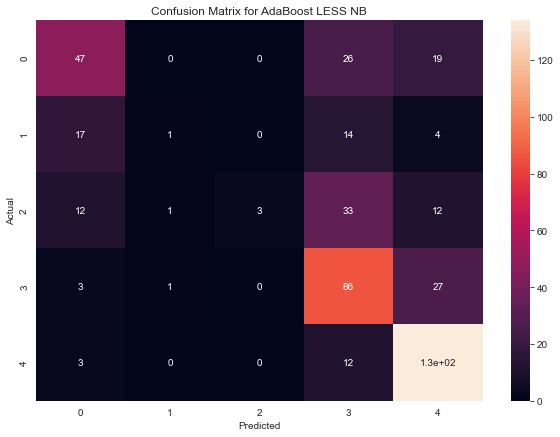 Confusion Matrix for AdaBoost LESS NB
0 47 0 0 26 19
1 17 1 0 14 4
2 12 1 3 33 12
3 3 1 0 86 27
4 3 0 0 12 1.3e+02
0 1 2 3 4
Predicted
Actual
120
100
80
60
40
20
0